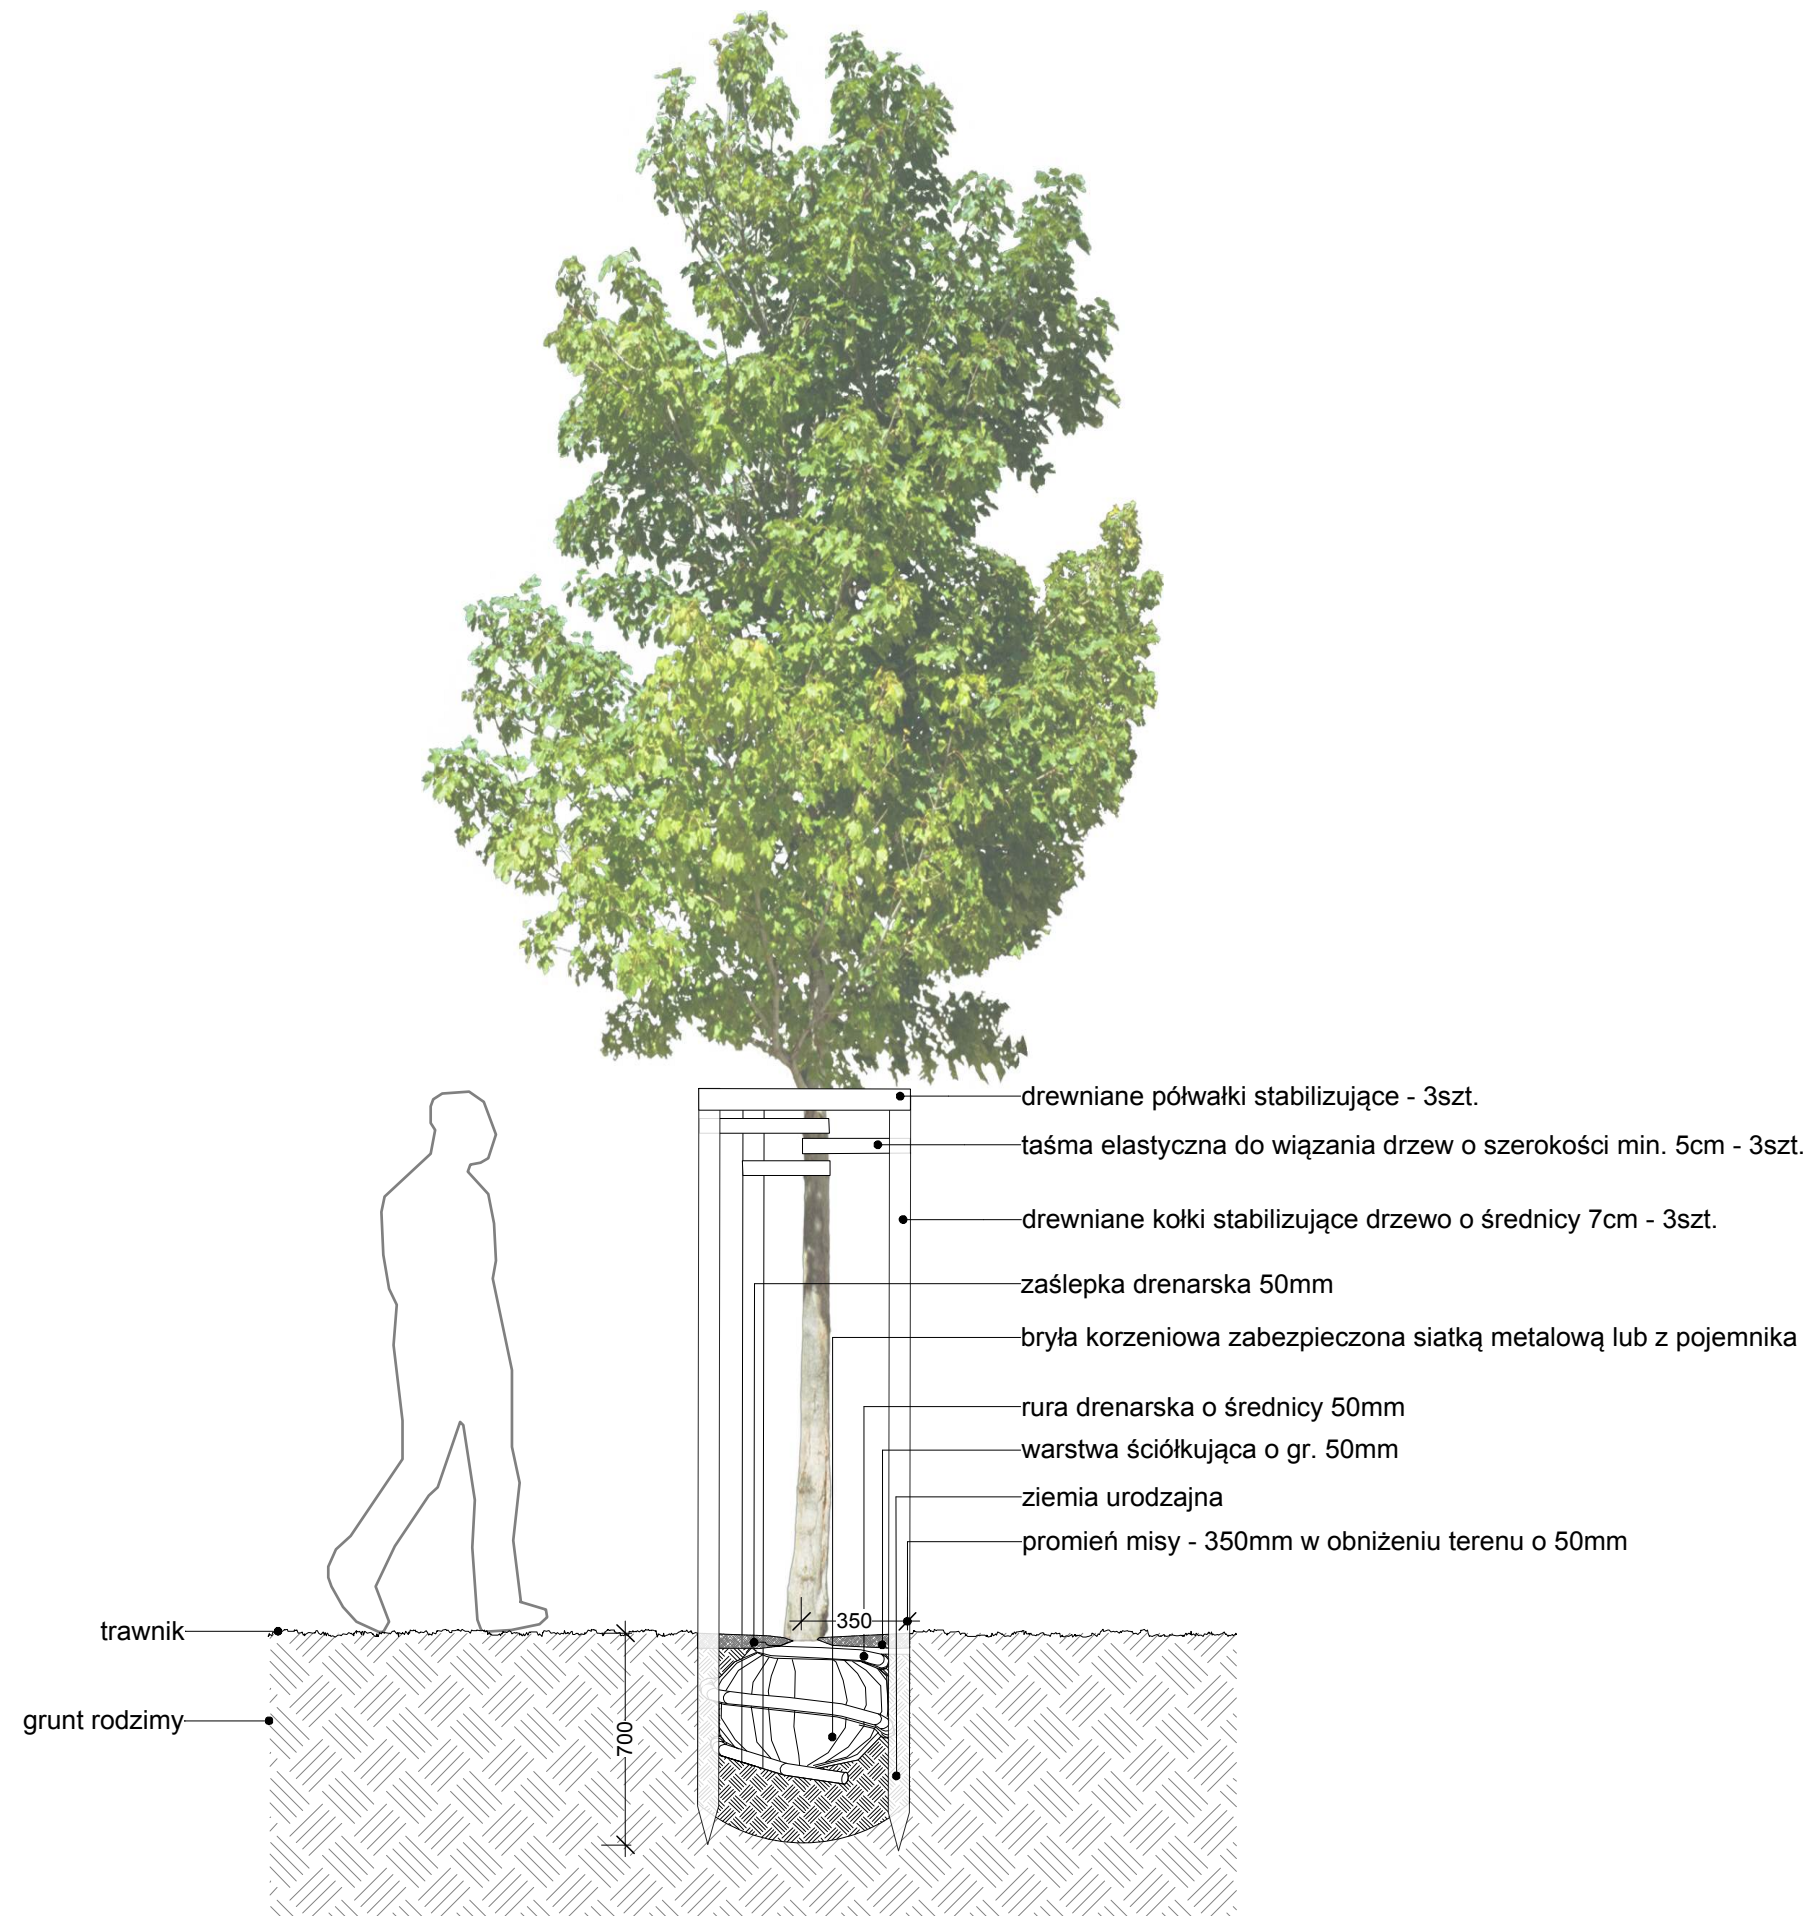 drewniane półwałki stabilizujące - 3szt.
taśma elastyczna do wiązania drzew o szerokości min. 5cm - 3szt.
drewniane kołki stabilizujące drzewo o średnicy 7cm - 3szt.
zaślepka drenarska 50mm
bryła korzeniowa zabezpieczona siatką metalową lub z pojemnika
rura drenarska o średnicy 50mm
warstwa ściółkująca o gr. 50mm
ziemia urodzajna
promień misy - 350mm w obniżeniu terenu o 50mm
350
trawnik
grunt rodzimy
700